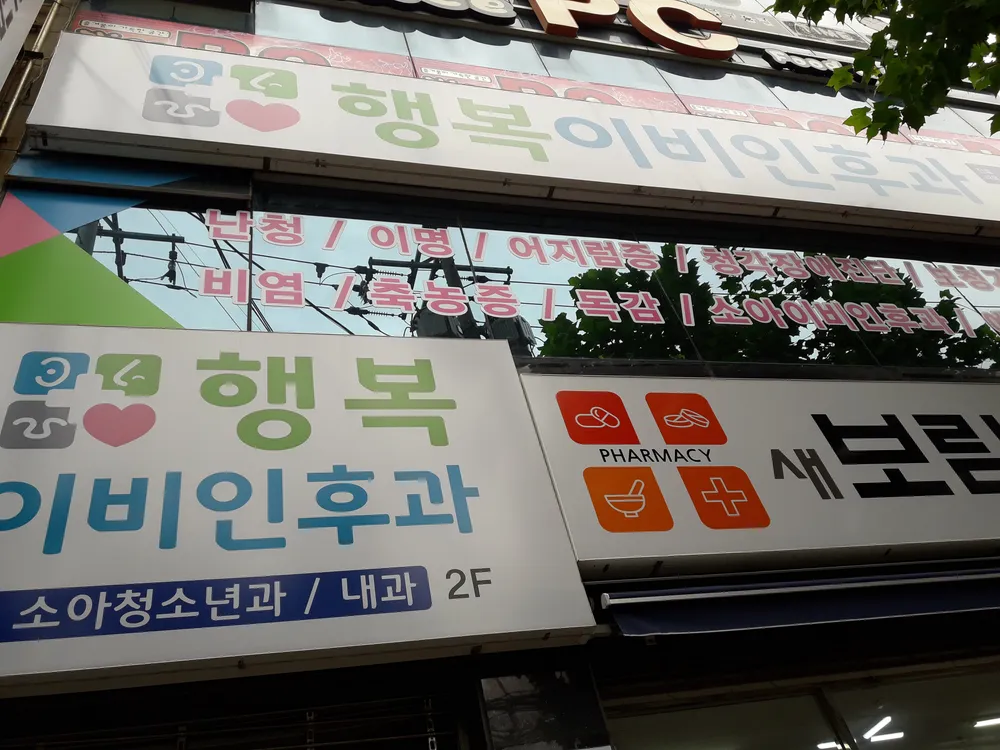 PC
행복이비인후과
난청 / 이명 / 어지럼증 / 청각장애진단 /
비염 / 축농증 / 독감 / 소아이비인후과 /
행복
이비인후과
소아청소년과 / 내과 2F
PHARMACY
새보림